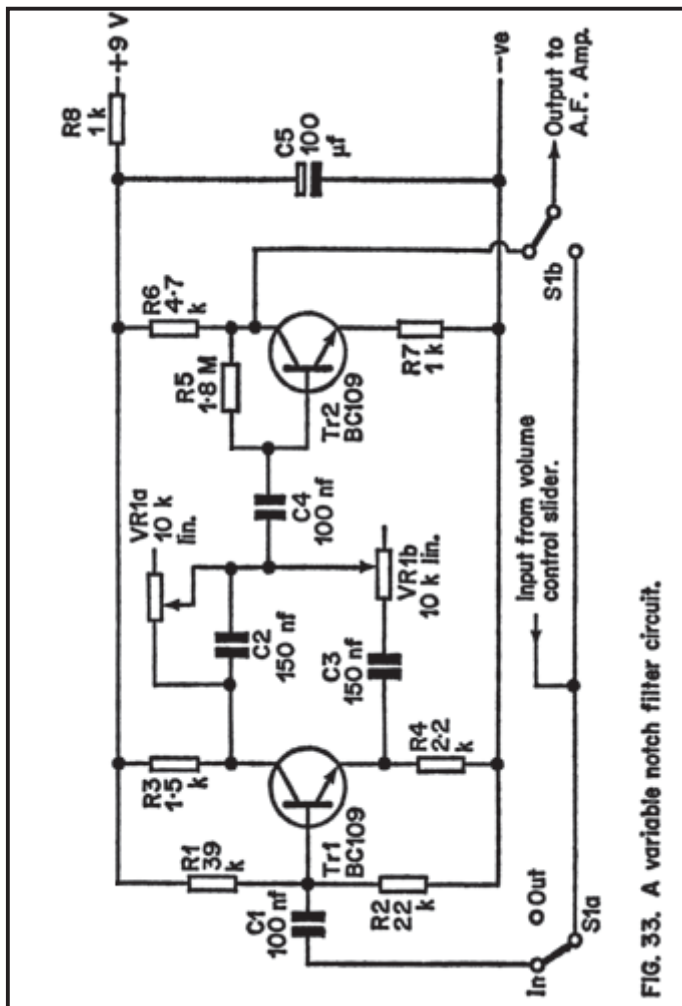 R8
1 k
+9 V
R1
39
k
R3
1·5
k
VR1a
10 k
lin.
R6
4·7
k
R5
1·8 M
C5
100
µf
C2
150 nf
C4
100 nf
C1
100 nf
Tr1
BC109
C3
150 nf
VR1b
10 k lin.
Tr2
BC109
R2
22
k
R4
2·2
k
R7
1 k
–ve
In
Out
S1a
Input from volume
control slider.
S1b
Output to
A.F. Amp.
FIG. 33. A variable notch filter circuit.